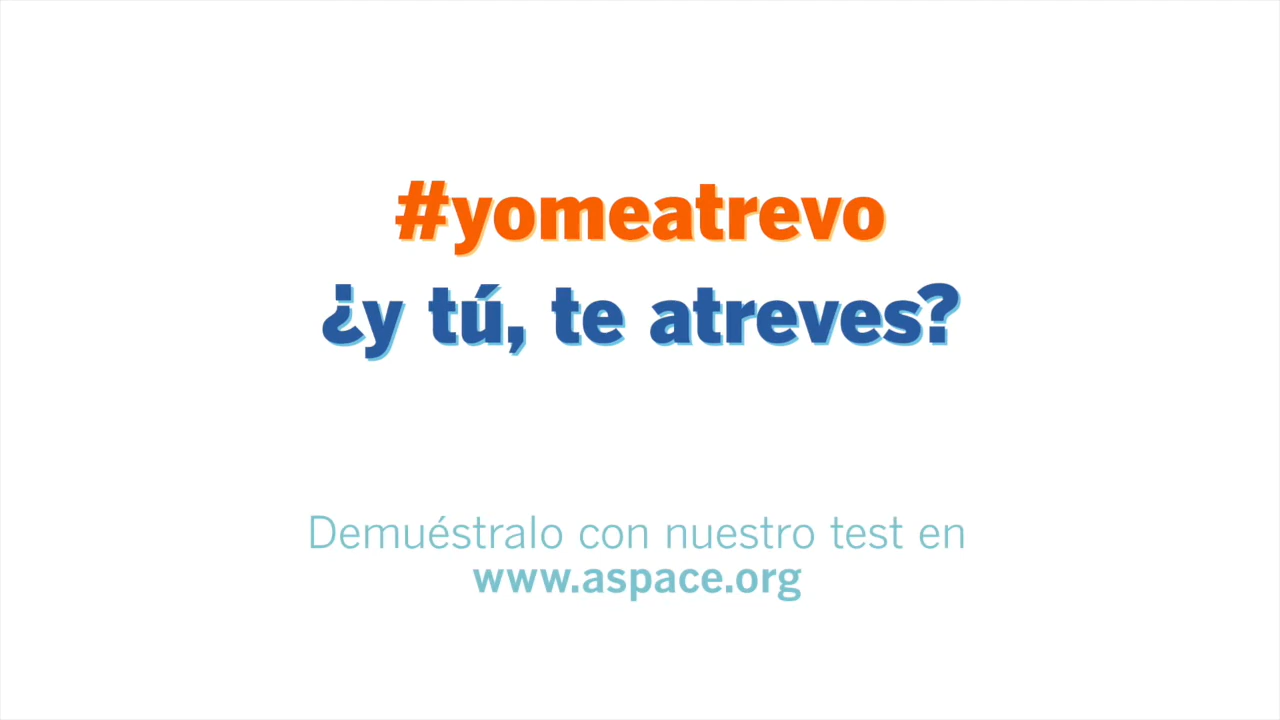 #yomeatrevo
¿y tú, te atreves?
Demuéstralo con nuestro test en
www.aspace.org